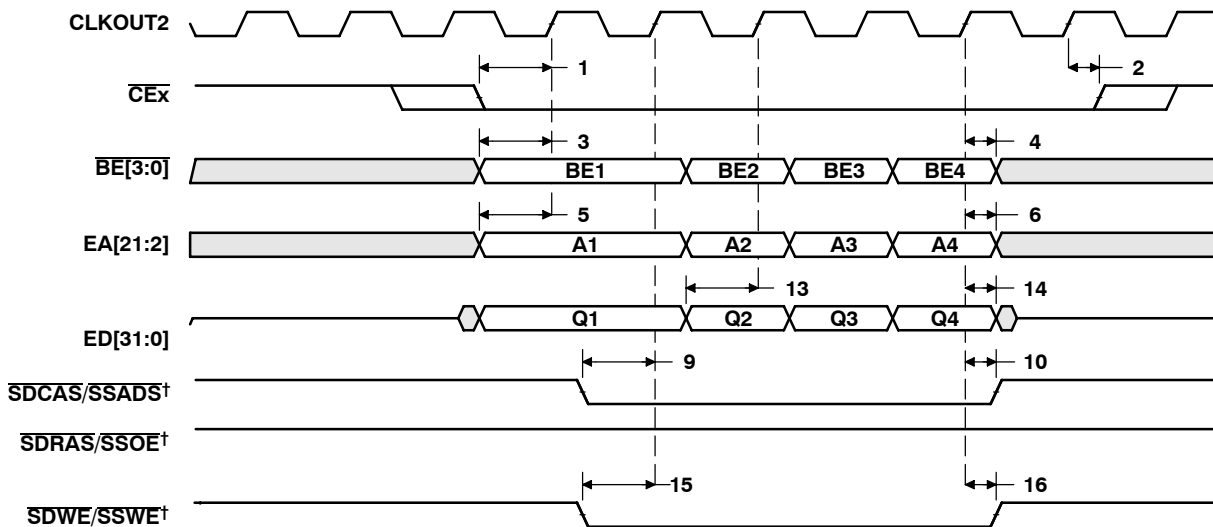 CLKOUT2
1
2
CEx
3
4
BE[3:0]
BE1
BE2
BE3
BE4
5
6
EA[21:2]
A1
A2
A3
A4
13
14
ED[31:0]
Q1
Q2
Q3
Q4
9
10
SDCAS/SSADS†
SDRAS/SSOE†
15
16
SDWE/SSWE†